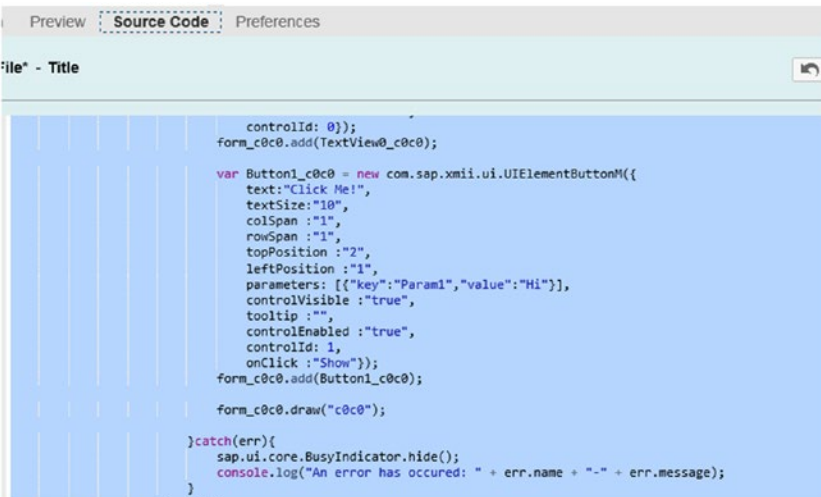 Preview Source Code Preferences
File* - Title
controlId: 0});
form_c0c0.add(TextView0_c0c0);
var Button1_c0c0 = new com.sap.xmii.ui.UIElementButtonM({
text:"Click Me!",
textSize:"10",
colSpan :"1",
rowSpan :"1",
topPosition :"2",
leftPosition :"1",
parameters: [{"key":"Param1","value":"Hi"}],
controlVisible :"true",
tooltip :"",
controlEnabled :"true",
controlId: 1,
onClick :"Show"});
form_c0c0.add(Button1_c0c0);
form_c0c0.draw("c0c0");
}catch(err){
sap.ui.core.BusyIndicator.hide();
console.log("An error has occured: " + err.name + "-" + err.message);
}